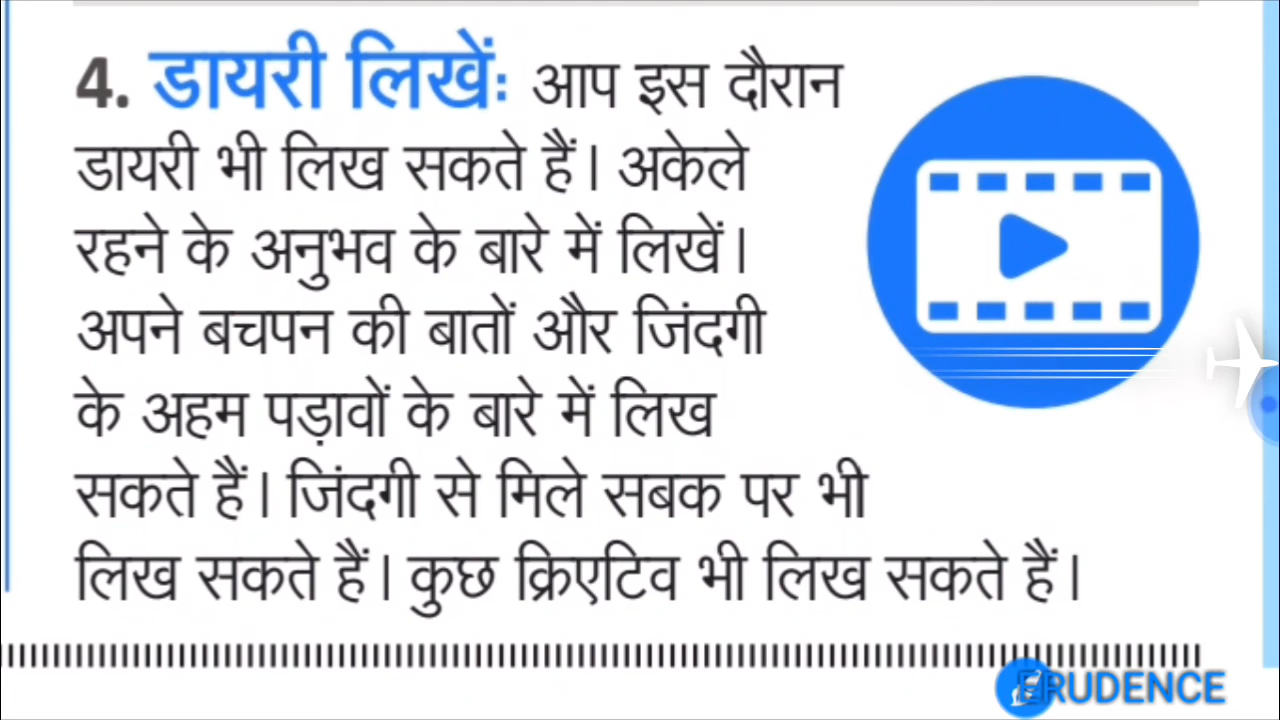 4. डायरी लिखें: आप इस दौरान
डायरी भी लिख सकते हैं। अकेले
रहने के अनुभव के बारे में लिखें।
अपने बचपन की बातों और जिंदगी
के अहम पड़ावों के बारे में लिख
सकते हैं। जिंदगी से मिले सबक पर भी
लिख सकते हैं। कुछ क्रिएटिव भी लिख सकते हैं।
ERUDENCE